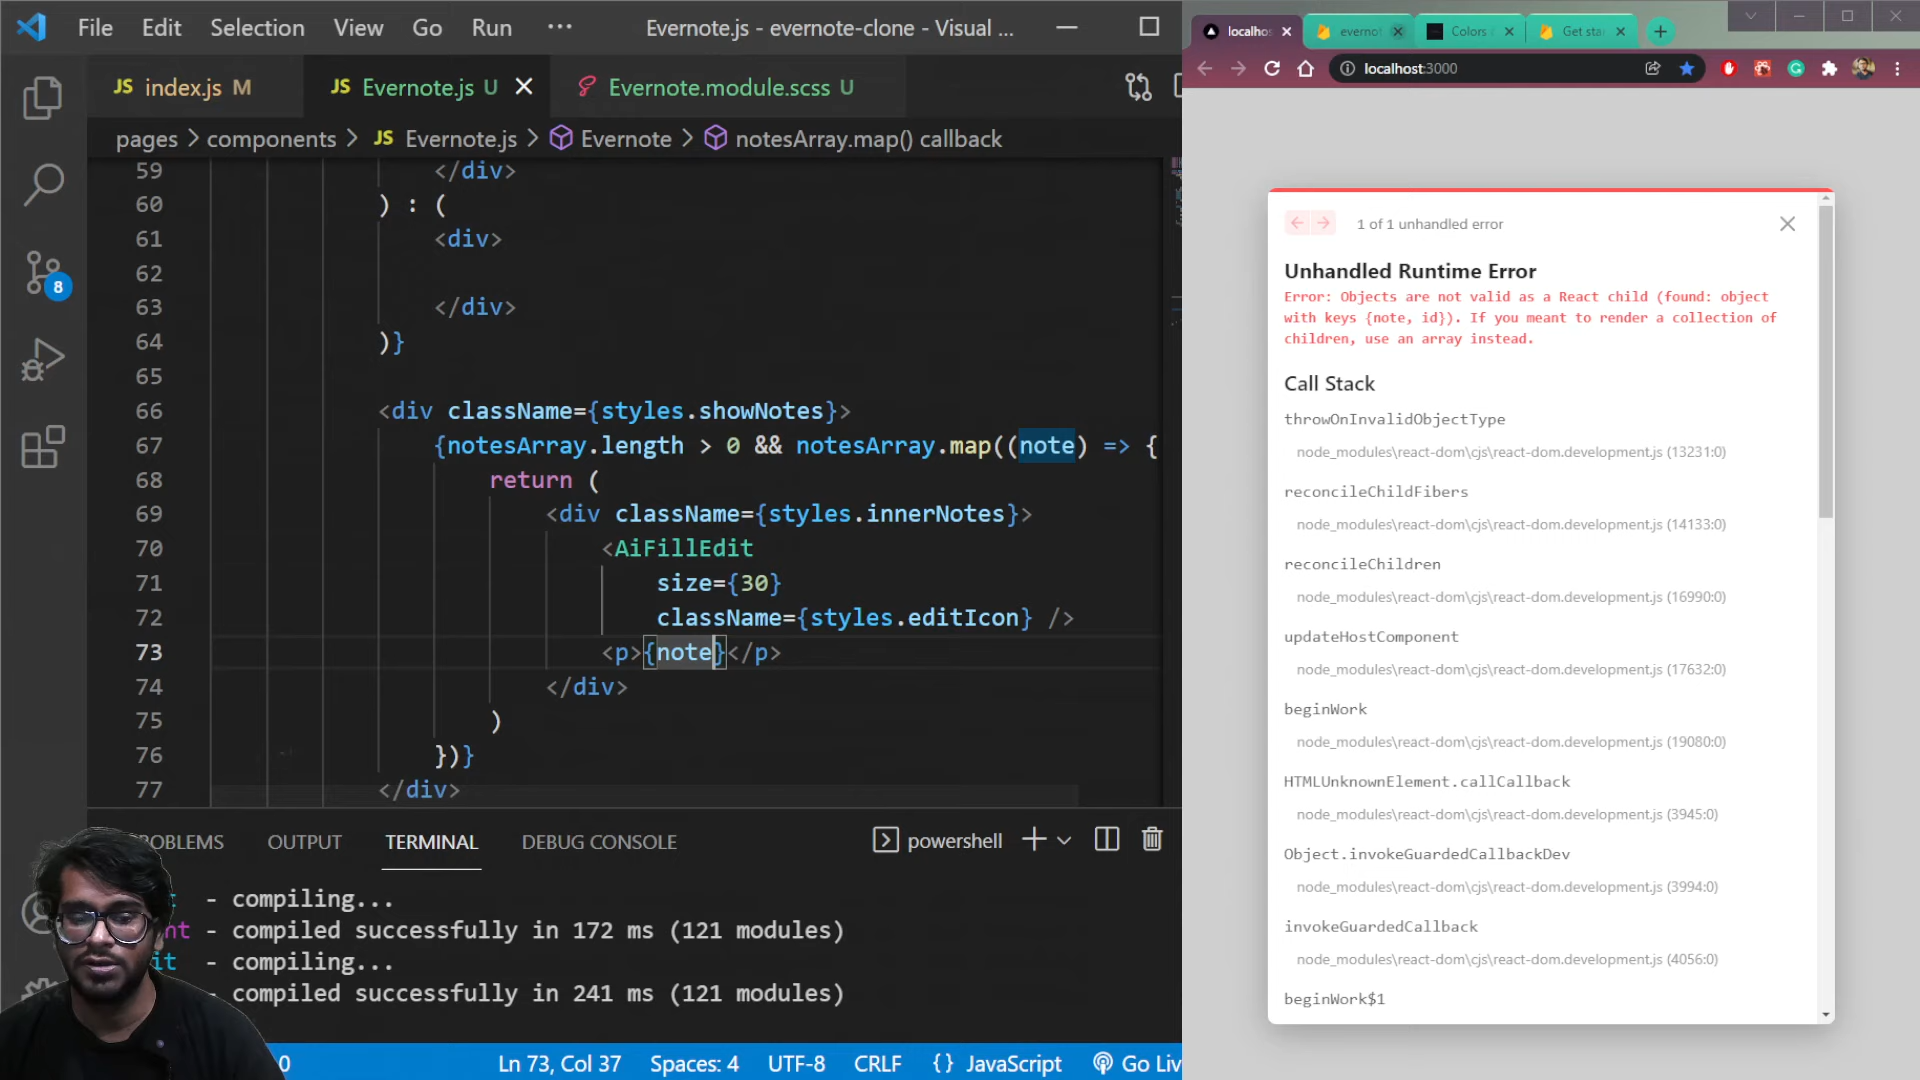 File Edit Selection View Go Run ··· Evernote.js - evernote-clone - Visual ...
JS index.js M JS Evernote.js U Evernote.module.scss U
pages > components > JS Evernote.js > Evernote > notesArray.map() callback
59 </div>
60 ) : (
61 <div>
62
63 </div>
64 )}
65
66 <div className={styles.showNotes}>
67 {notesArray.length > 0 && notesArray.map((note) => {
68 return (
69 <div className={styles.innerNotes}>
70 <AiFillEdit
71 size={30}
72 className={styles.editIcon} />
73 <p>{note}</p>
74 </div>
75 )
76 })}
77 </div>
8
OBLEMS OUTPUT TERMINAL DEBUG CONSOLE powershell
- compiling...
nt - compiled successfully in 172 ms (121 modules)
it - compiling...
- compiled successfully in 241 ms (121 modules)
0 Ln 73, Col 37 Spaces: 4 UTF-8 CRLF {} JavaScript Go Liv
localhos evernot Colors Get star
localhost:3000
1 of 1 unhandled error
Unhandled Runtime Error
Error: Objects are not valid as a React child (found: object
with keys {note, id}). If you meant to render a collection of
children, use an array instead.
Call Stack
throwOnInvalidObjectType
node_modules\react-dom\cjs\react-dom.development.js (13231:0)
reconcileChildFibers
node_modules\react-dom\cjs\react-dom.development.js (14133:0)
reconcileChildren
node_modules\react-dom\cjs\react-dom.development.js (16990:0)
updateHostComponent
node_modules\react-dom\cjs\react-dom.development.js (17632:0)
beginWork
node_modules\react-dom\cjs\react-dom.development.js (19080:0)
HTMLUnknownElement.callCallback
node_modules\react-dom\cjs\react-dom.development.js (3945:0)
Object.invokeGuardedCallbackDev
node_modules\react-dom\cjs\react-dom.development.js (3994:0)
invokeGuardedCallback
node_modules\react-dom\cjs\react-dom.development.js (4056:0)
beginWork$1